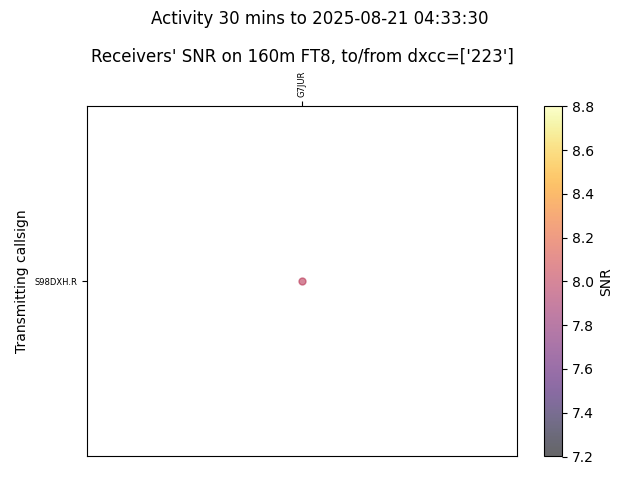 Activity 30 mins to 2025-08-21 04:33:30
Receivers' SNR on 160m FT8, to/from dxcc=['223']
G7JUR
Transmitting callsign
S98DXH.R
8.8
8.6
8.4
8.2
8.0
7.8
7.6
7.4
7.2
SNR